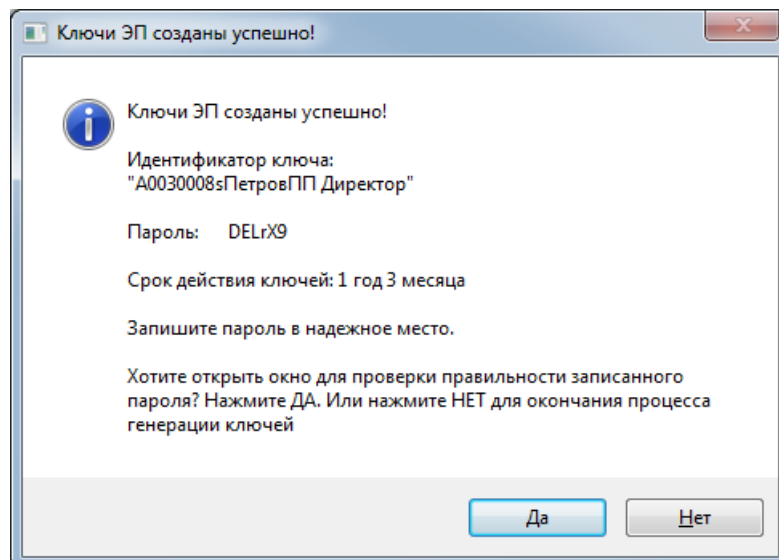 Ключи ЭП созданы успешно!
Ключи ЭП созданы успешно!
Идентификатор ключа:
"A0030008sПетровПП Директор"
Пароль: DELrX9
Срок действия ключей: 1 год 3 месяца
Запишите пароль в надежное место.
Хотите открыть окно для проверки правильности записанного
пароля? Нажмите ДА. Или нажмите НЕТ для окончания процесса
генерации ключей
Да Нет